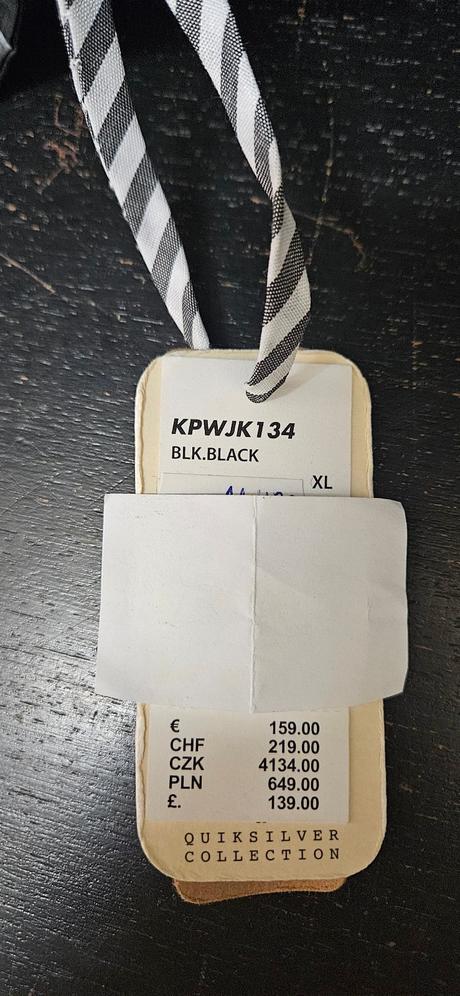 KPWJK134
BLK.BLACK
XL
€ 159.00
CHF 219.00
CZK 4134.00
PLN 649.00
£. 139.00
QUIKSILVER
COLLECTION